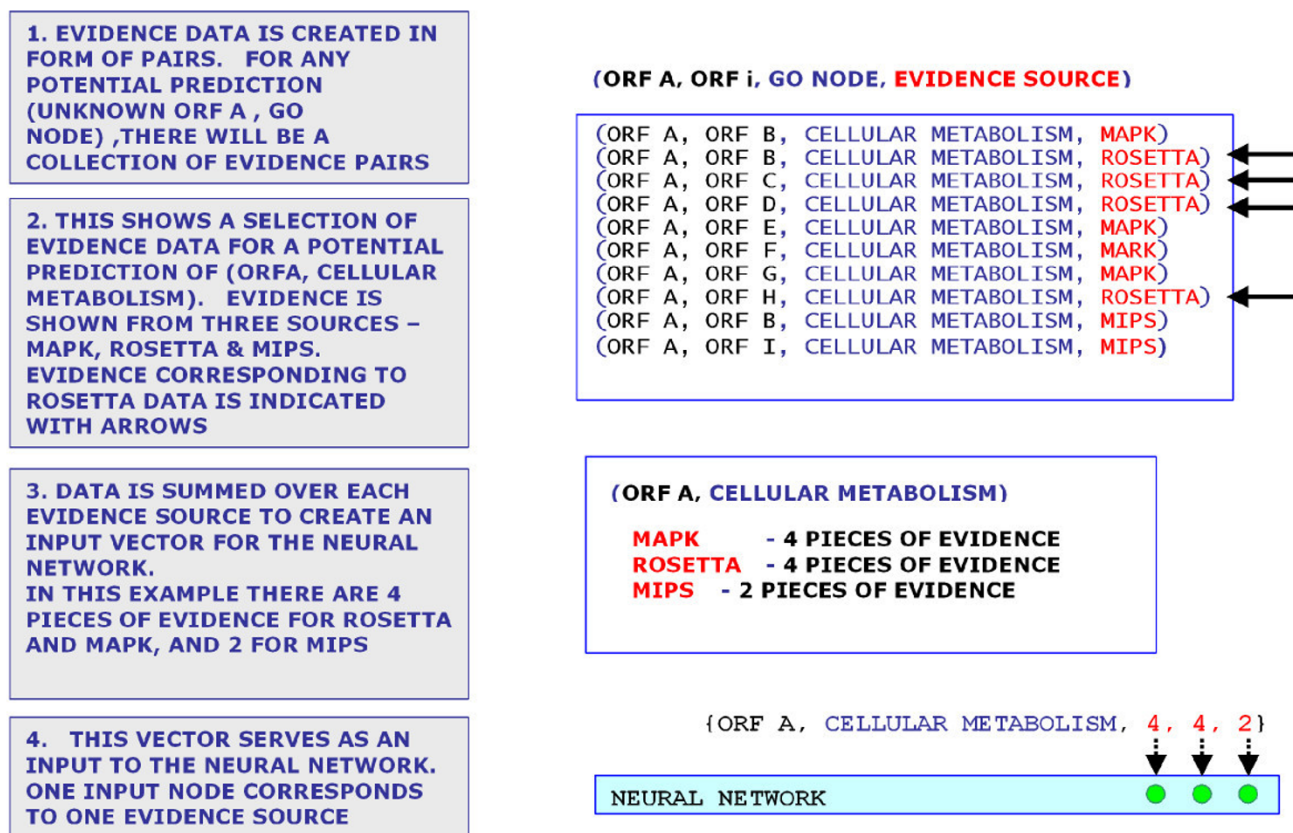 1. EVIDENCE DATA IS CREATED IN
FORM OF PAIRS. FOR ANY
POTENTIAL PREDICTION
(UNKNOWN ORF A , GO
NODE) ,THERE WILL BE A
COLLECTION OF EVIDENCE PAIRS
(ORF A, ORF i, GO NODE, EVIDENCE SOURCE)
(ORF A, ORF B, CELLULAR METABOLISM, MAPK)
(ORF A, ORF B, CELLULAR METABOLISM, ROSETTA)
(ORF A, ORF C, CELLULAR METABOLISM, ROSETTA)
(ORF A, ORF D, CELLULAR METABOLISM, ROSETTA)
(ORF A, ORF E, CELLULAR METABOLISM, MAPK)
(ORF A, ORF F, CELLULAR METABOLISM, MARK)
(ORF A, ORF G, CELLULAR METABOLISM, MAPK)
(ORF A, ORF H, CELLULAR METABOLISM, ROSETTA)
(ORF A, ORF B, CELLULAR METABOLISM, MIPS)
(ORF A, ORF I, CELLULAR METABOLISM, MIPS)
2. THIS SHOWS A SELECTION OF
EVIDENCE DATA FOR A POTENTIAL
PREDICTION OF (ORFA, CELLULAR
METABOLISM). EVIDENCE IS
SHOWN FROM THREE SOURCES –
MAPK, ROSETTA & MIPS.
EVIDENCE CORRESPONDING TO
ROSETTA DATA IS INDICATED
WITH ARROWS
3. DATA IS SUMMED OVER EACH
EVIDENCE SOURCE TO CREATE AN
INPUT VECTOR FOR THE NEURAL
NETWORK.
IN THIS EXAMPLE THERE ARE 4
PIECES OF EVIDENCE FOR ROSETTA
AND MAPK, AND 2 FOR MIPS
(ORF A, CELLULAR METABOLISM)
MAPK - 4 PIECES OF EVIDENCE
ROSETTA - 4 PIECES OF EVIDENCE
MIPS - 2 PIECES OF EVIDENCE
4. THIS VECTOR SERVES AS AN
INPUT TO THE NEURAL NETWORK.
ONE INPUT NODE CORRESPONDS
TO ONE EVIDENCE SOURCE
{ORF A, CELLULAR METABOLISM, 4, 4, 2}
NEURAL NETWORK